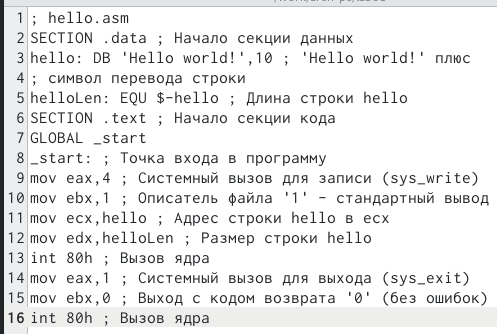 1 ; hello.asm
2 SECTION .data ; Начало секции данных
3 hello: DB 'Hello world!',10 ; 'Hello world!' плюс
4 ; символ перевода строки
5 helloLen: EQU $-hello ; Длина строки hello
6 SECTION .text ; Начало секции кода
7 GLOBAL _start
8 _start: ; Точка входа в программу
9 mov eax,4 ; Системный вызов для записи (sys_write)
10 mov ebx,1 ; Описатель файла '1' - стандартный вывод
11 mov ecx,hello ; Адрес строки hello в ecx
12 mov edx,helloLen ; Размер строки hello
13 int 80h ; Вызов ядра
14 mov eax,1 ; Системный вызов для выхода (sys_exit)
15 mov ebx,0 ; Выход с кодом возврата '0' (без ошибок)
16 int 80h ; Вызов ядра